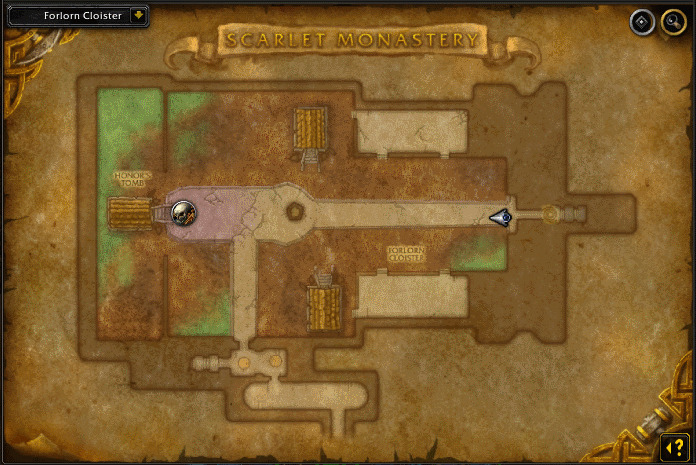 Forlorn Cloister
SCARLET MONASTERY
HONOR'S
TOMB
FORLORN
CLOISTER
?